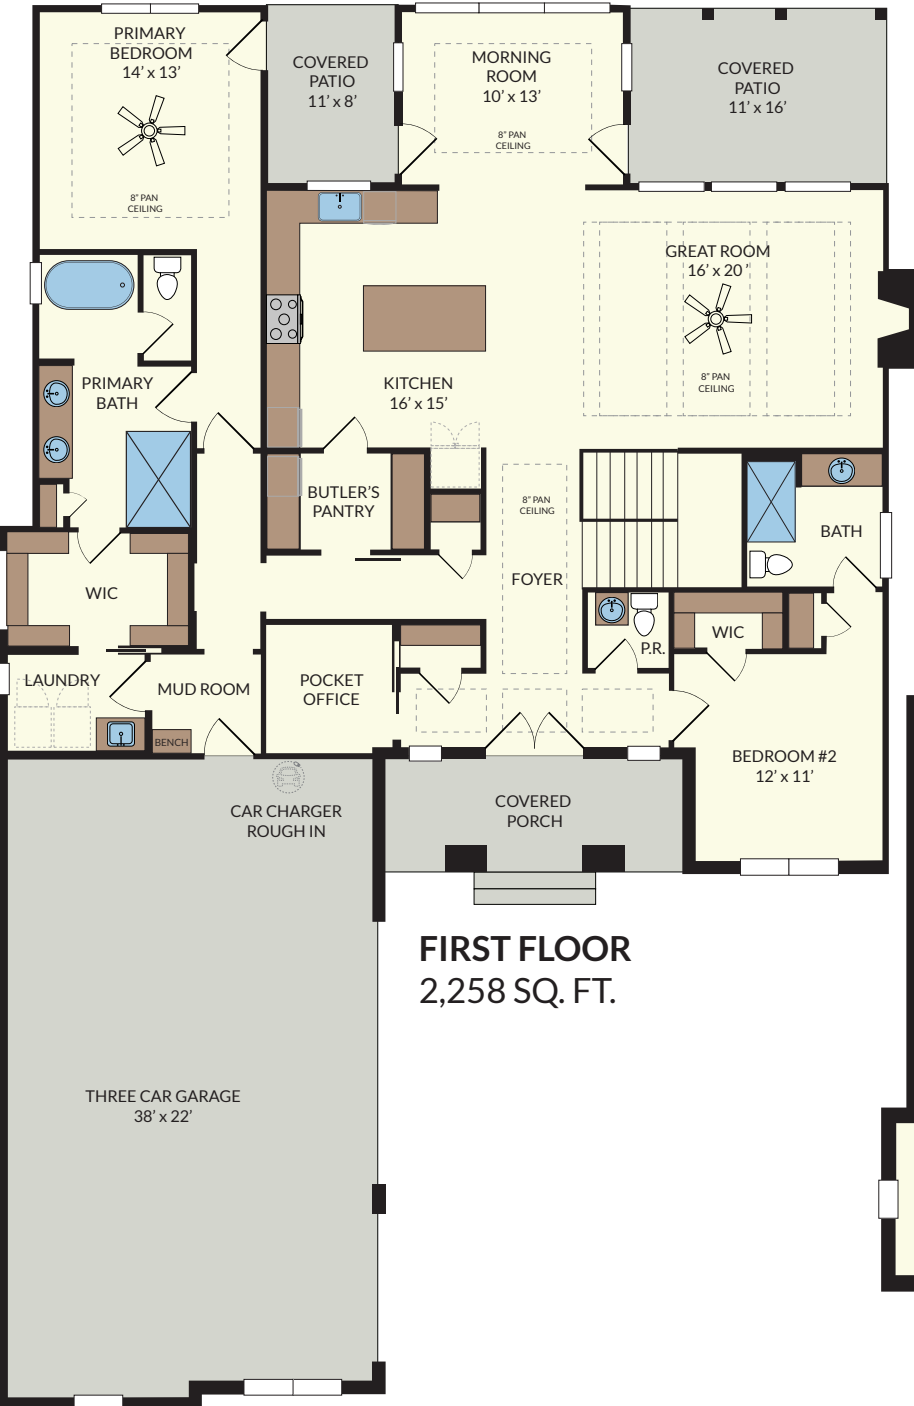 PRIMARY
BEDROOM
14’ x 13’
8” PAN
CEILING
COVERED
PATIO
11’ x 8’
MORNING
ROOM
10’ x 13’
8” PAN
CEILING
COVERED
PATIO
11’ x 16’
GREAT ROOM
16’ x 20 ’
8” PAN
CEILING
KITCHEN
16’ x 15’
PRIMARY
BATH
BUTLER’S
PANTRY
8” PAN
CEILING
FOYER
BATH
WIC
WIC
P.R.
LAUNDRY
MUD ROOM
BENCH
POCKET
OFFICE
BEDROOM #2
12’ x 11’
CAR CHARGER
ROUGH IN
COVERED
PORCH
FIRST FLOOR
2,258 SQ. FT.
THREE CAR GARAGE
38’ x 22’